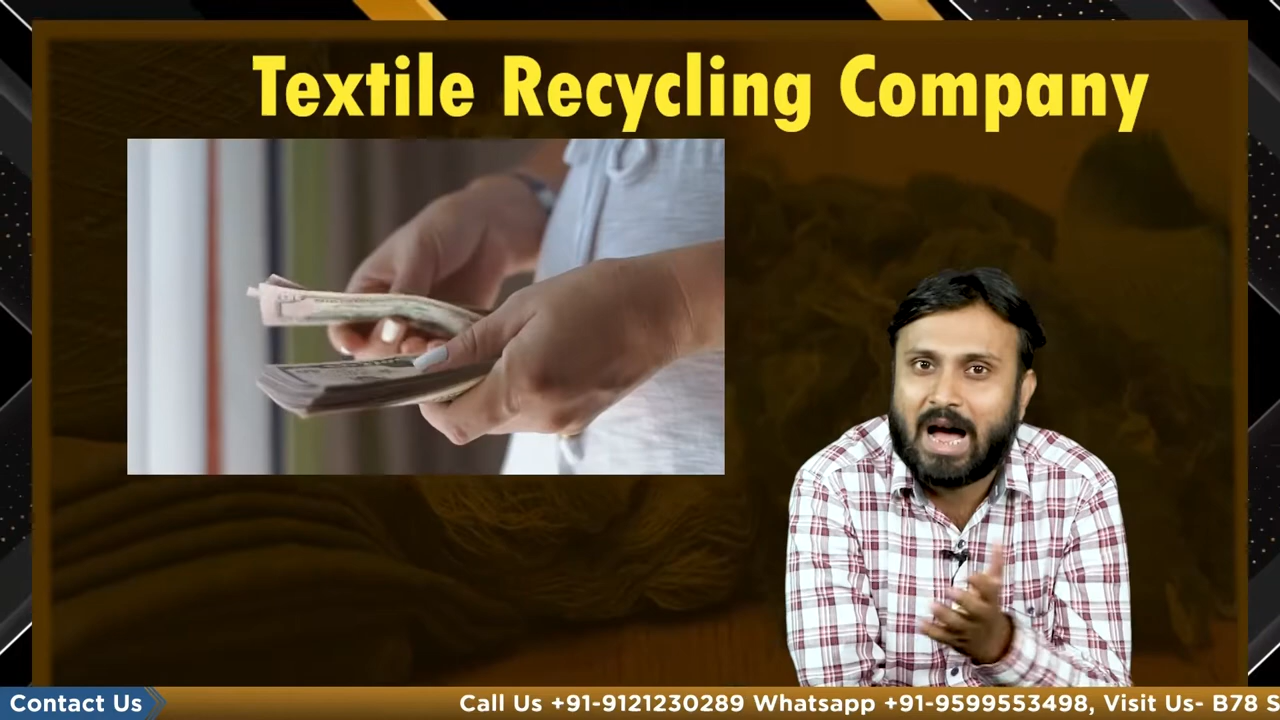 Textile Recycling Company
Contact Us
Call Us +91-9121230289 Whatsapp +91-9599553498, Visit Us- B78 S